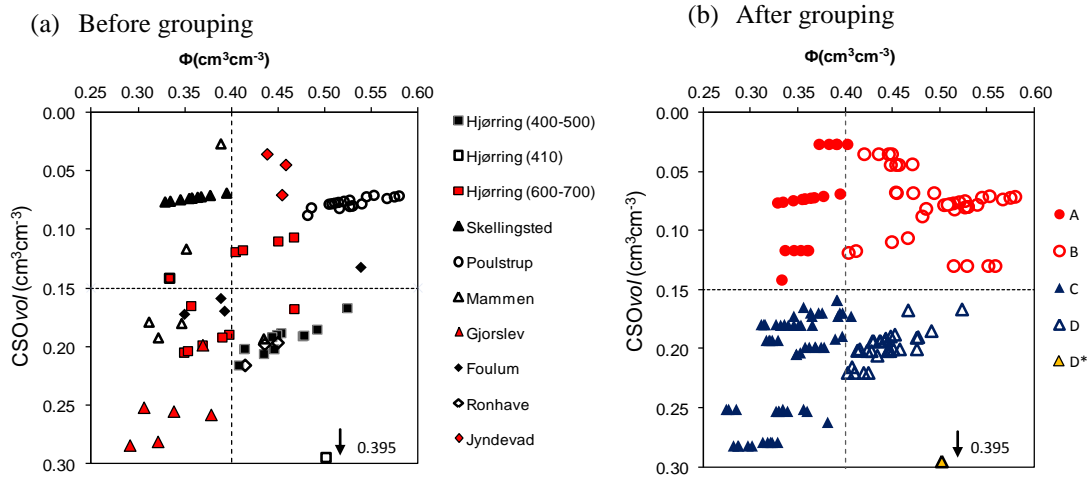 (a) Before grouping
Φ(cm³cm⁻³)
0.25 0.30 0.35 0.40 0.45 0.50 0.55 0.60
0.00
0.05
0.10
0.15
0.20
0.25
0.30
CSOvol (cm³cm⁻³)
0.395
Hjørring (400-500)
Hjørring (410)
Hjørring (600-700)
Skellingsted
Poulstrup
Mammen
Gjorslev
Foulum
Ronhave
Jyndevad
(b) After grouping
Φ(cm³cm⁻³)
0.25 0.30 0.35 0.40 0.45 0.50 0.55 0.60
0.00
0.05
0.10
0.15
0.20
0.25
0.30
CSOvol (cm³cm⁻³)
0.395
A
B
C
D
D*